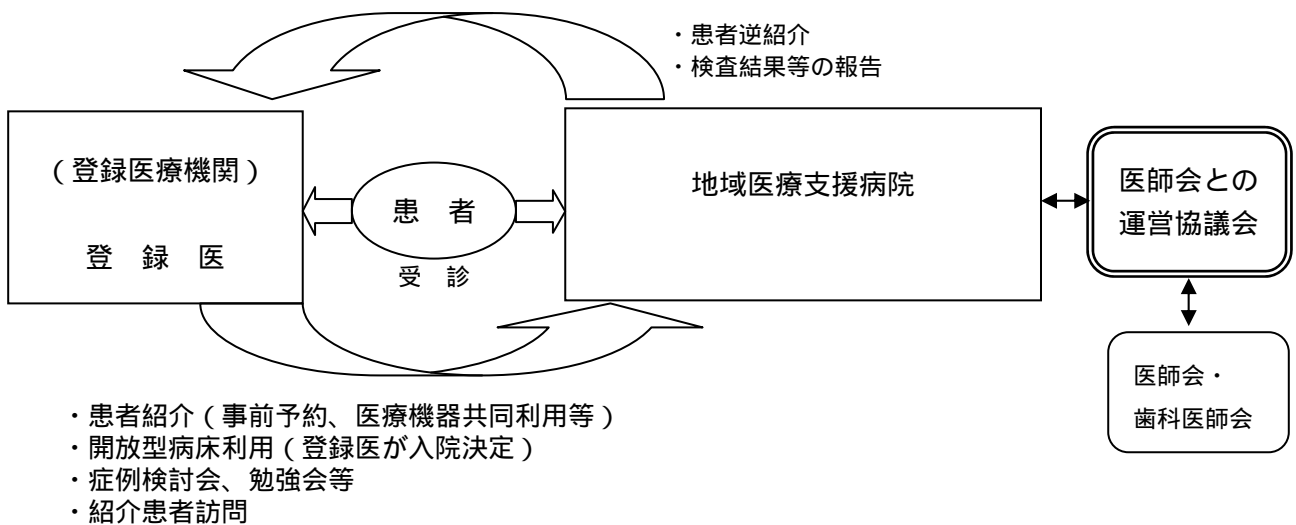 ・患者逆紹介
・検査結果等の報告
(登録医療機関)
登　録　医
患　者
受　診
地域医療支援病院
医師会との
運営協議会
医師会・
歯科医師会
・患者紹介(事前予約、医療機器共同利用等)
・開放型病床利用(登録医が入院決定)
・症例検討会、勉強会等
・紹介患者訪問